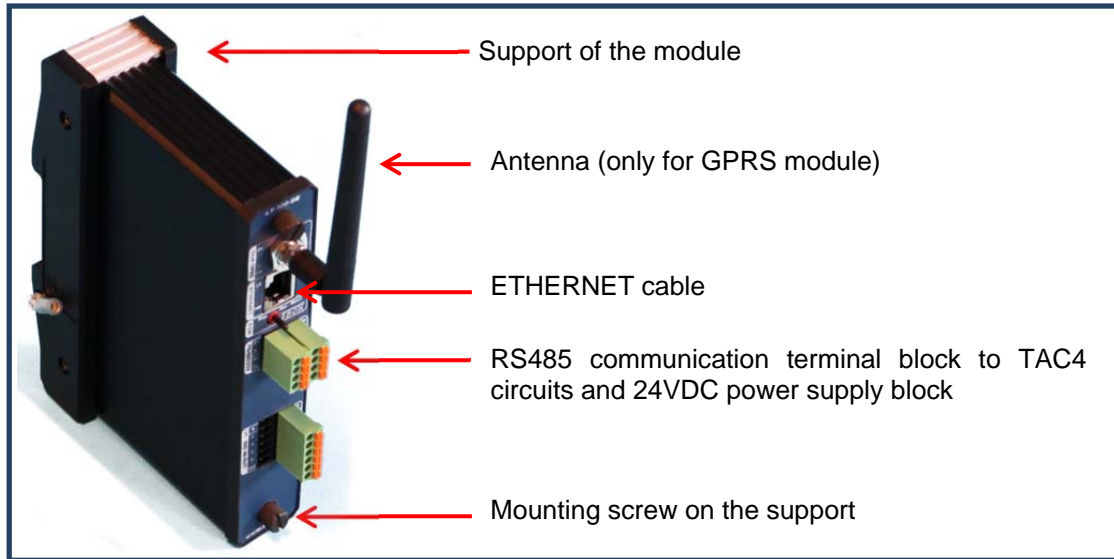 Support of the module
Antenna (only for GPRS module)
ETHERNET cable
RS485 communication terminal block to TAC4
circuits and 24VDC power supply block
Mounting screw on the support